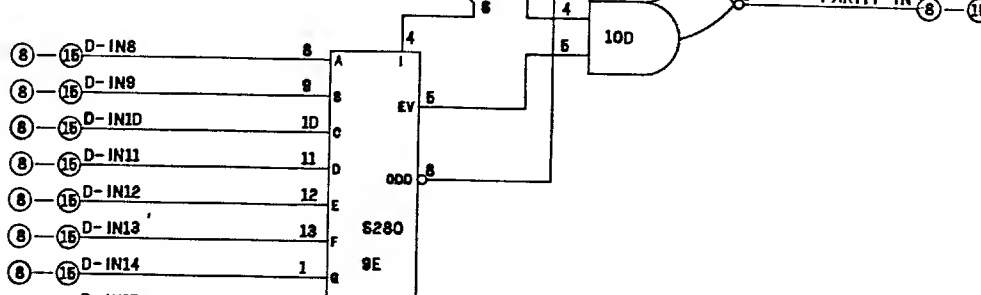 8 4 PARITY IN 8
4 10D
8 15 D-IN8 8 A I 5
8 15 D-IN9 9 B
EV 5
8 15 D-IN10 10 C
8 15 D-IN11 11 D
ODD 6
8 15 D-IN12 12 E
8 15 D-IN13 13 F S280
8 15 D-IN14 1 G 9E